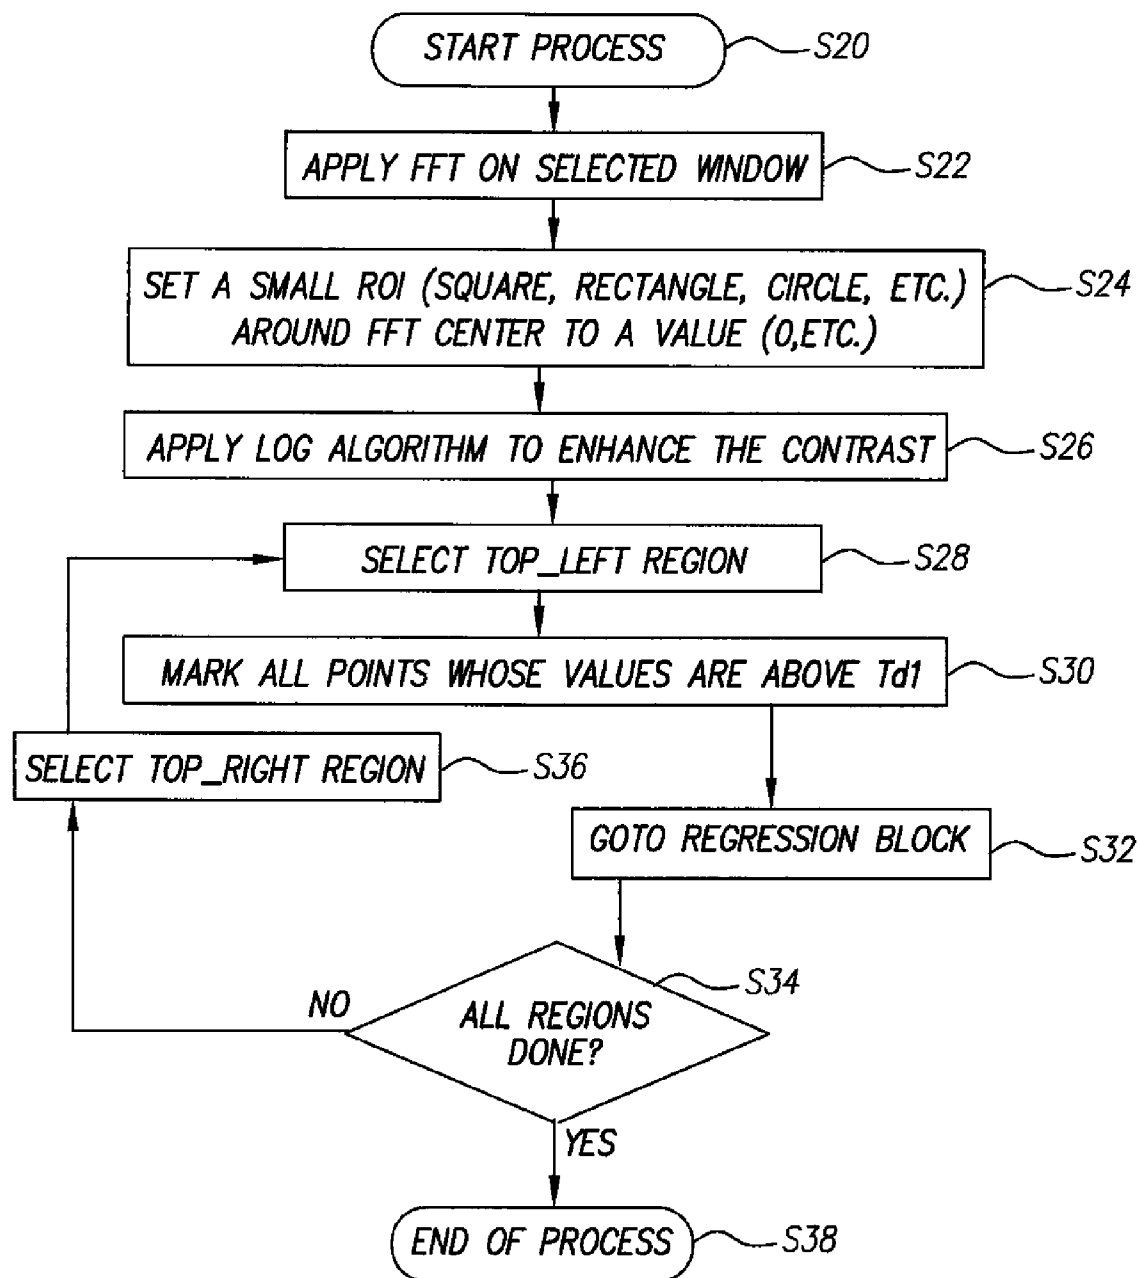 START PROCESS
S20
APPLY FFT ON SELECTED WINDOW
S22
SET A SMALL ROI (SQUARE, RECTANGLE, CIRCLE, ETC.)
AROUND FFT CENTER TO A VALUE (0,ETC.)
S24
APPLY LOG ALGORITHM TO ENHANCE THE CONTRAST
S26
SELECT TOP_LEFT REGION
S28
MARK ALL POINTS WHOSE VALUES ARE ABOVE Td1
S30
SELECT TOP_RIGHT REGION
S36
GOTO REGRESSION BLOCK
S32
ALL REGIONS
DONE?
S34
NO
YES
END OF PROCESS
S38